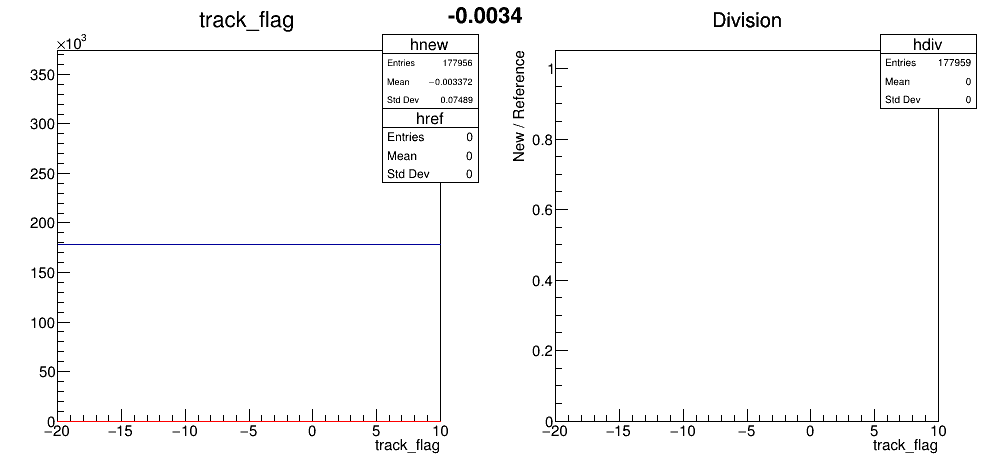 track_flag
-0.0034
Division
×10³
hnew
Entries 177956
Mean −0.003372
Std Dev 0.07489
href
Entries 0
Mean 0
Std Dev 0
350
300
250
200
150
100
50
0
−20 −15 −10 −5 0 5 10
track_flag
hdiv
Entries 177959
Mean 0
Std Dev 0
New / Reference
1
0.8
0.6
0.4
0.2
0
−20 −15 −10 −5 0 5 10
track_flag